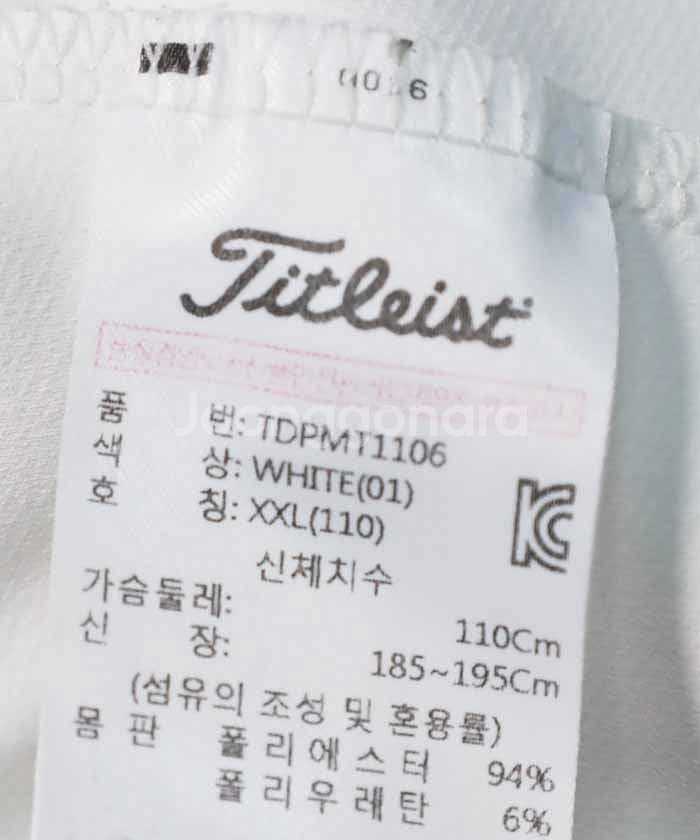 Titleist
Joonggonara
품 번: TDPMT1106
색 상: WHITE(01)
호 칭: XXL(110)
신체치수
가슴둘레: 110Cm
신 장: 185~195Cm
(섬유의 조성 및 혼용률)
몸 판 폴리에스터 94%
폴리우레탄 6%